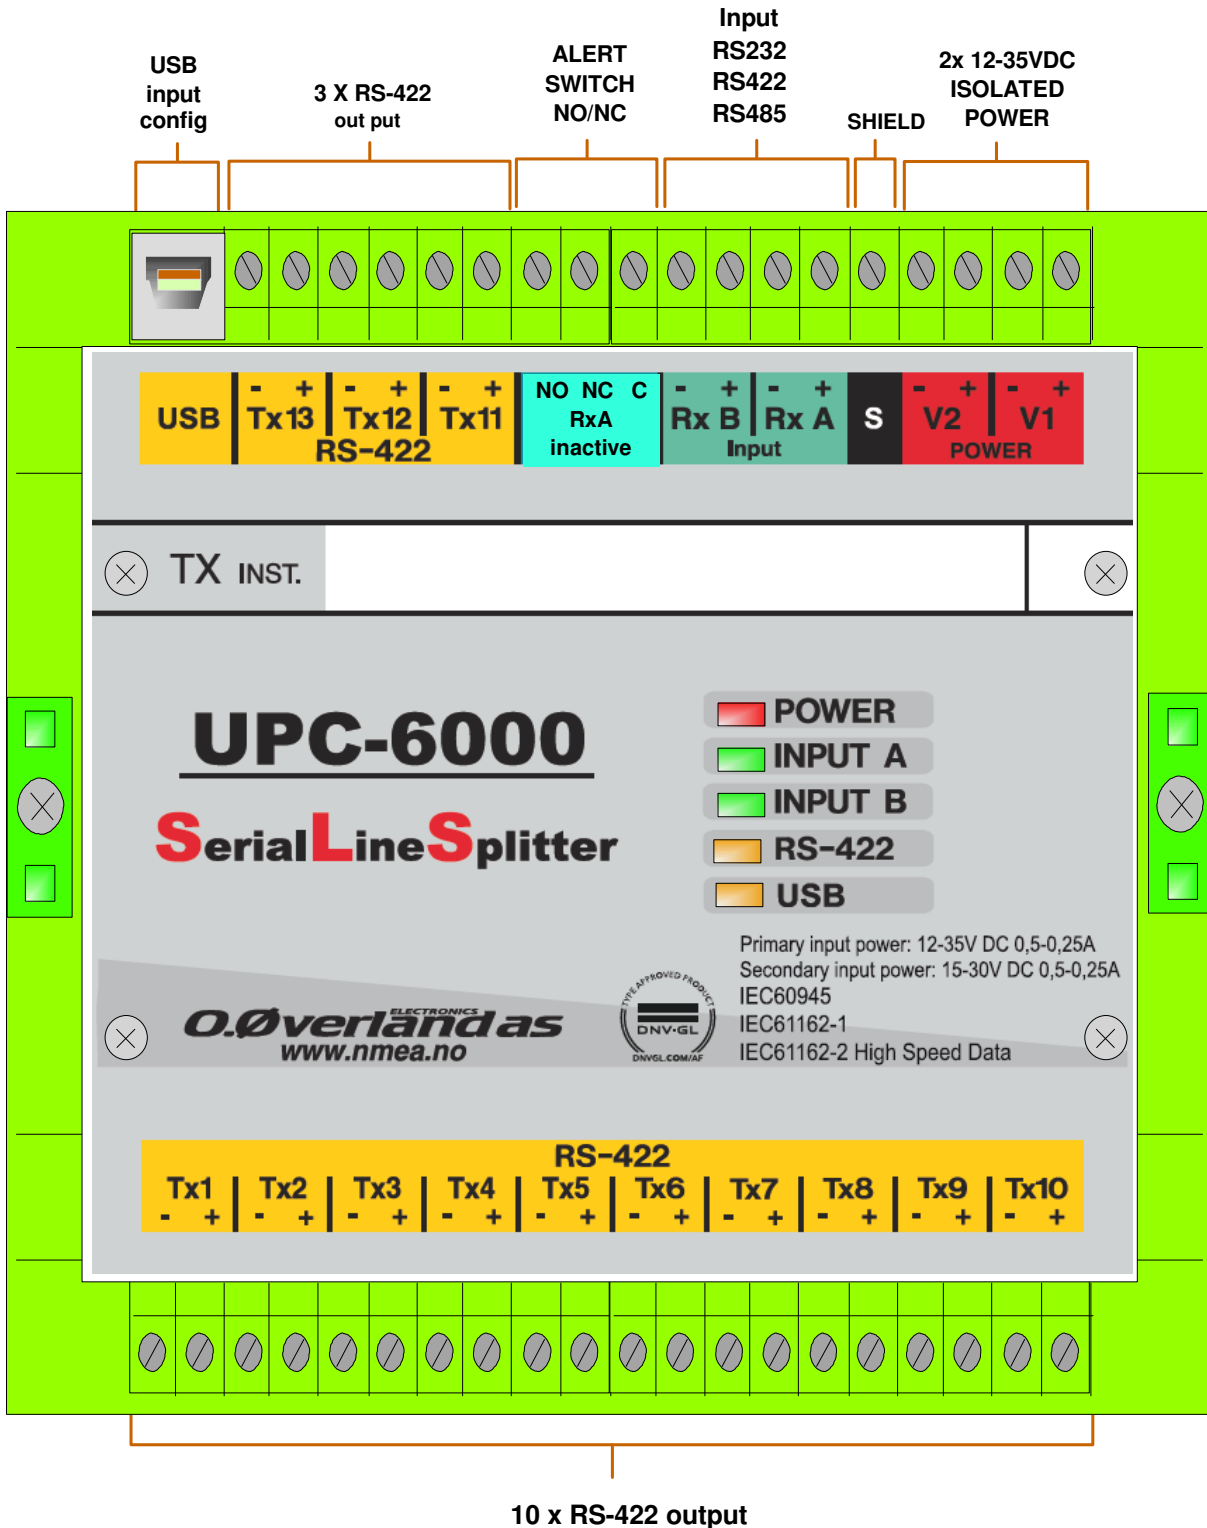 USB
input
config
3 X RS-422
out put
ALERT
SWITCH
NO/NC
Input
RS232
RS422
RS485
SHIELD
2x 12-35VDC
ISOLATED
POWER
USB
- + - + - +
Tx13 Tx12 Tx11
RS-422
NO NC C
RxA
inactive
- + - +
Rx B Rx A
Input
S
- + - +
V2 V1
POWER
TX INST.
UPC-6000
SerialLineSplitter
POWER
INPUT A
INPUT B
RS-422
USB
Primary input power: 12-35V DC 0,5-0,25A
Secondary input power: 15-30V DC 0,5-0,25A
IEC60945
IEC61162-1
IEC61162-2 High Speed Data
ELECTRONICS
O.Øverland as
www.nmea.no
TYPE APPROVED PRODUCT
DNV·GL
DNVGL.COM/AF
RS-422
Tx1 Tx2 Tx3 Tx4 Tx5 Tx6 Tx7 Tx8 Tx9 Tx10
- + - + - + - + - + - + - + - + - + - +
10 x RS-422 output